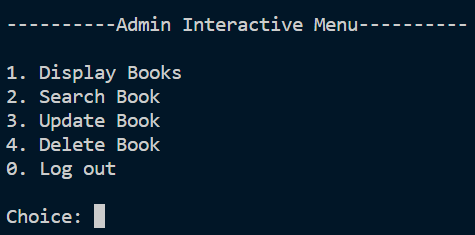 ----------Admin Interactive Menu----------
1. Display Books
2. Search Book
3. Update Book
4. Delete Book
0. Log out
Choice: